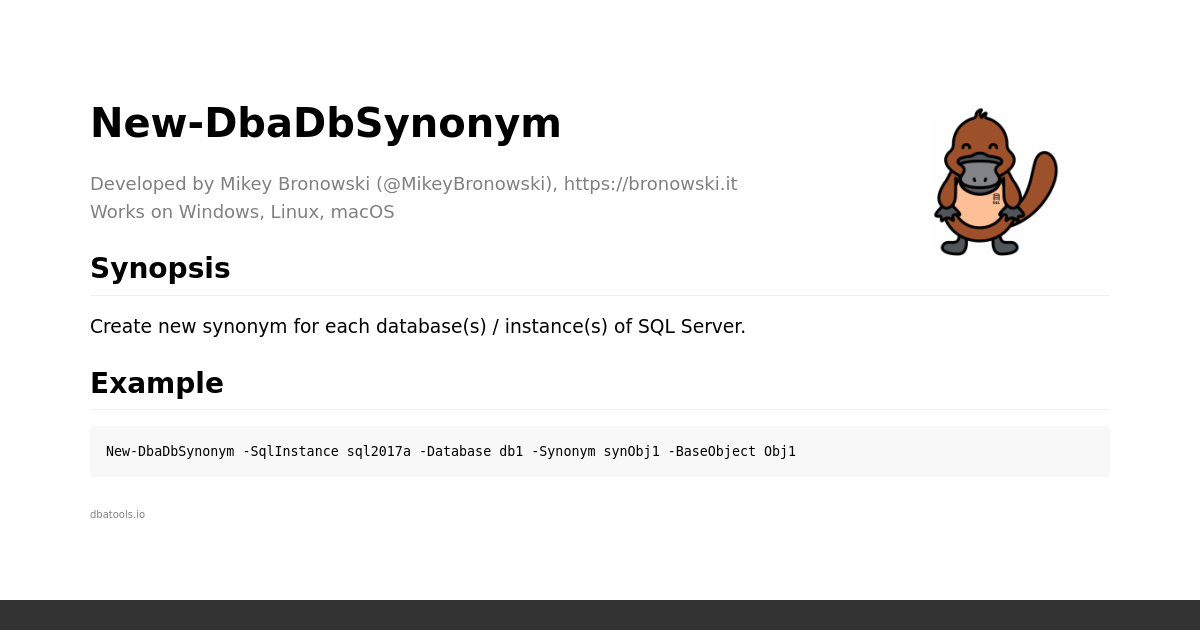 New-DbaDbSynonym
Developed by Mikey Bronowski (@MikeyBronowski), https://bronowski.it
Works on Windows, Linux, macOS
Synopsis
Create new synonym for each database(s) / instance(s) of SQL Server.
Example
New-DbaDbSynonym -SqlInstance sql2017a -Database db1 -Synonym synObj1 -BaseObject Obj1
dbatools.io